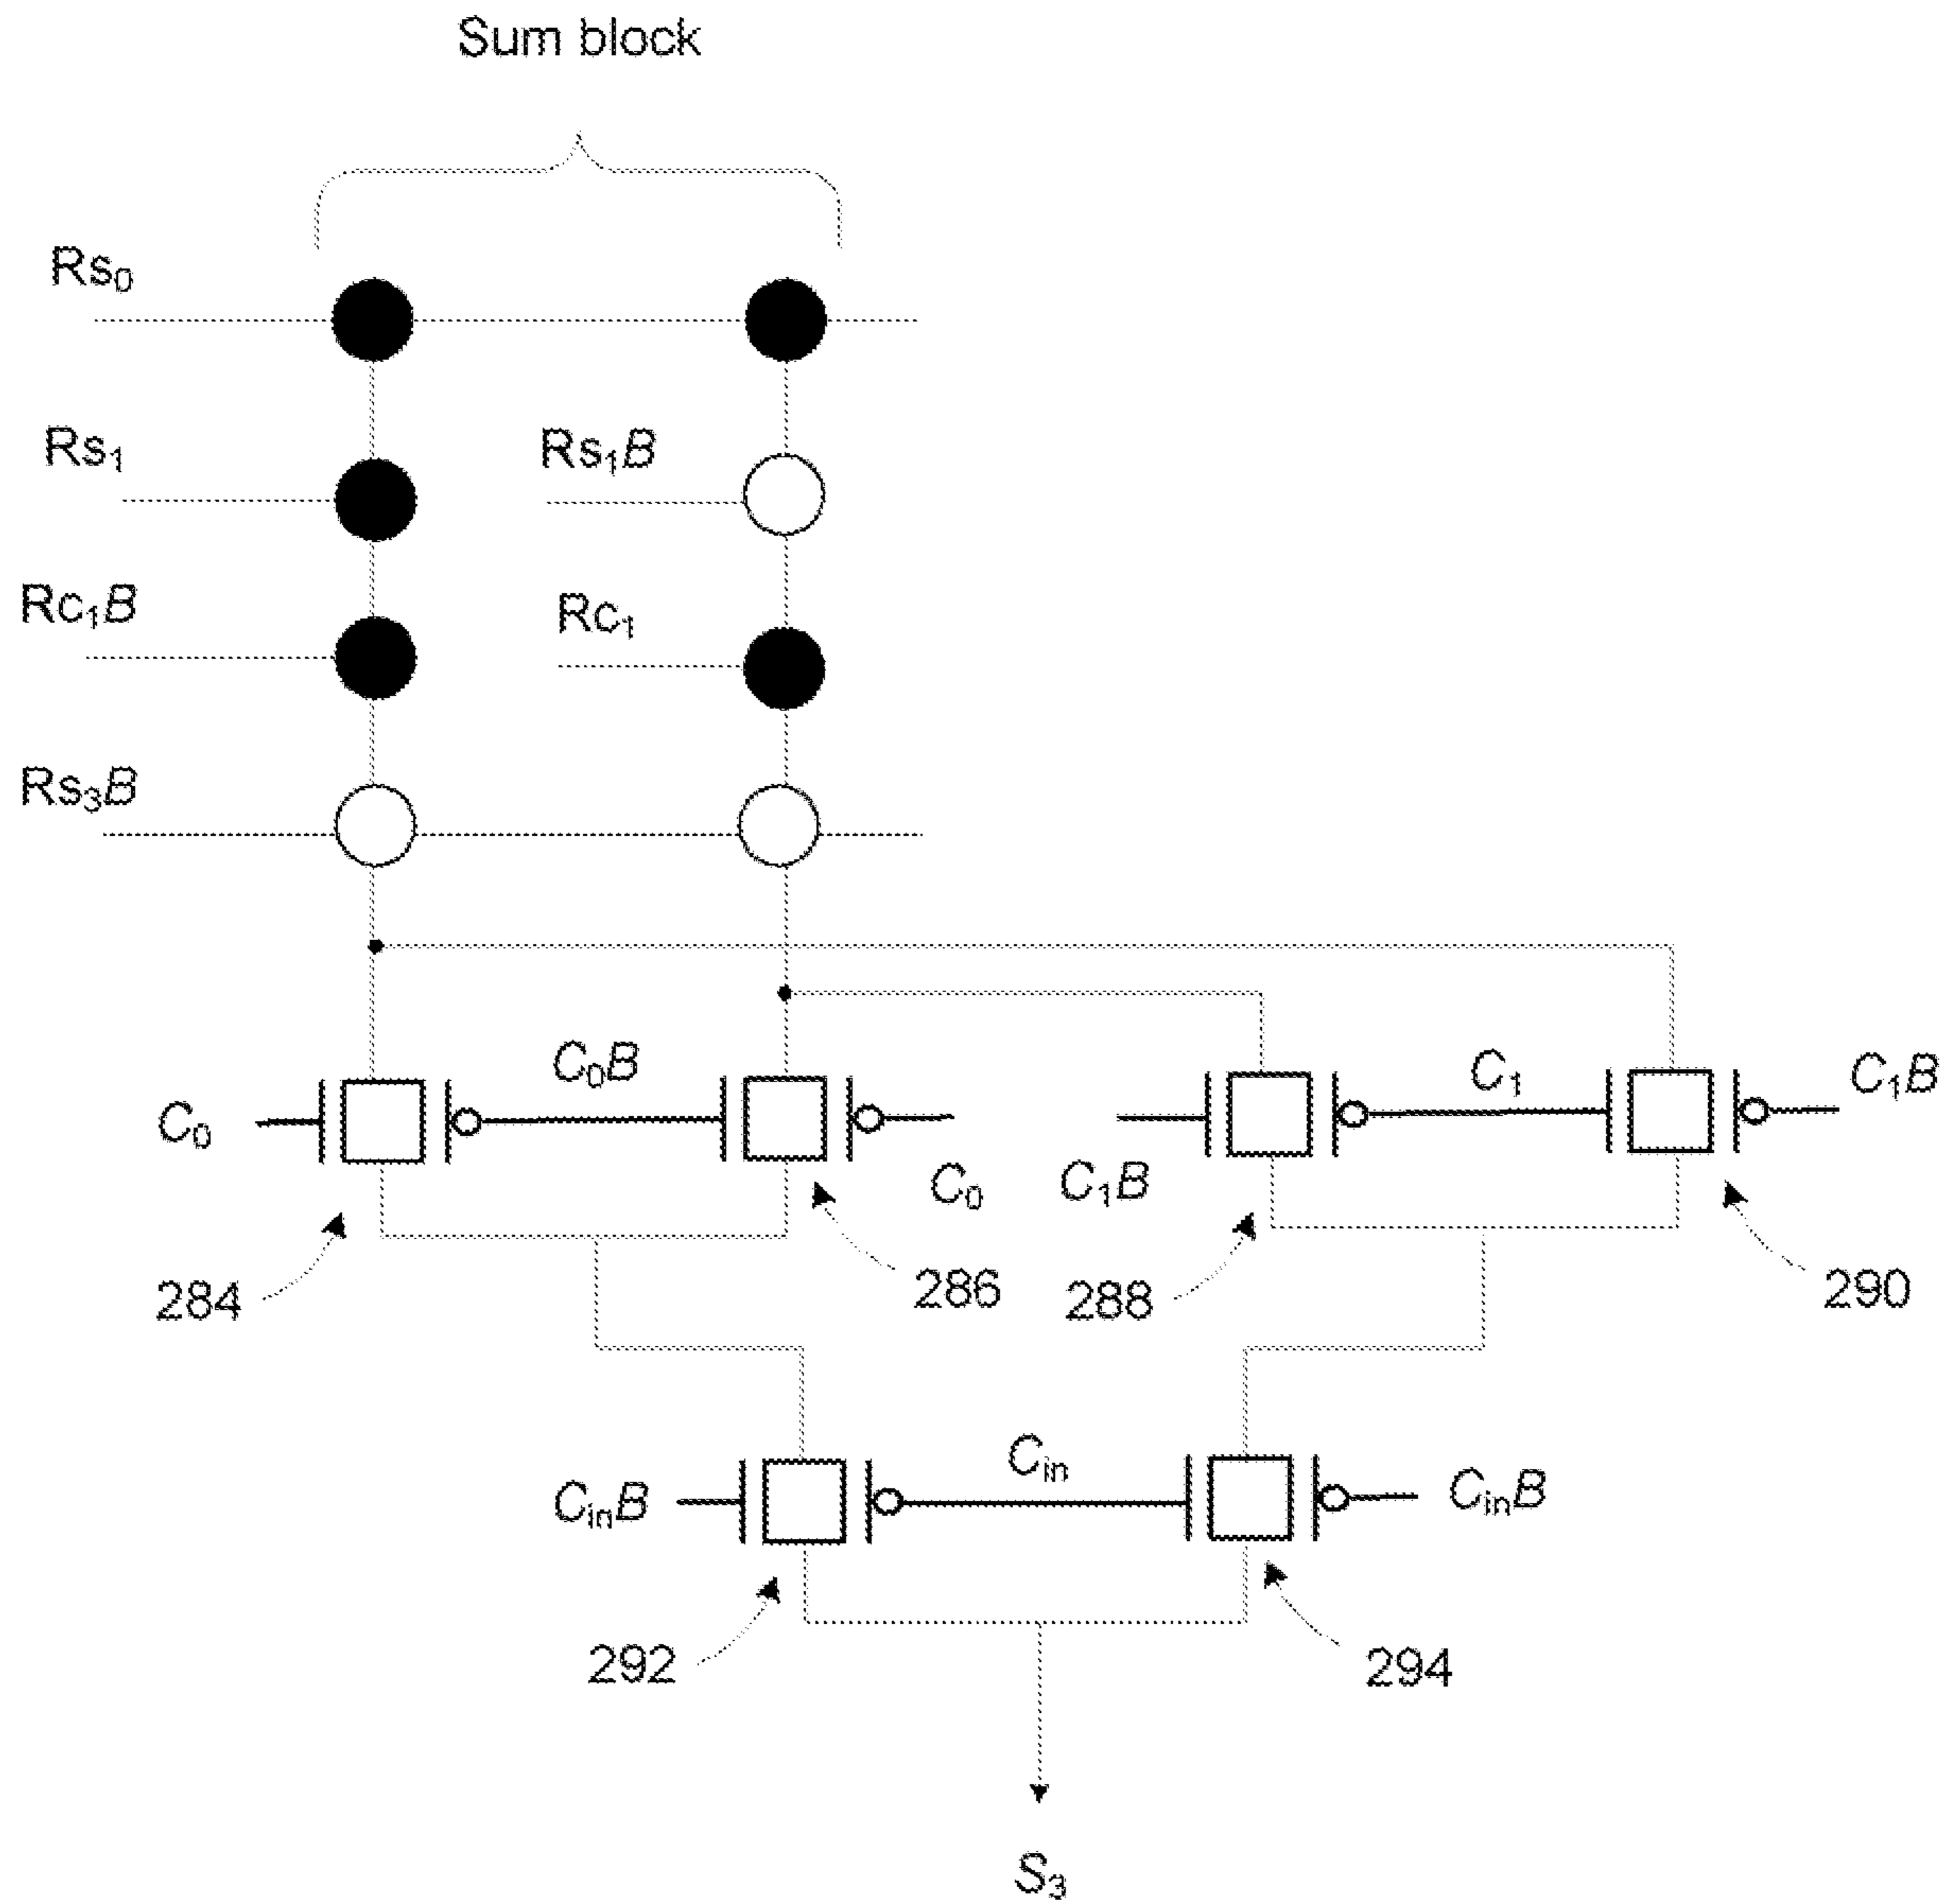 Sum block
Rs₀
Rs₁
Rs₁B
Rc₁B
Rc₁
Rs₃B
C₀
C₀B
C₀
C₁B
C₁
C₁B
284
286
288
290
CᵢₙB
Cᵢₙ
CᵢₙB
292
294
S₃